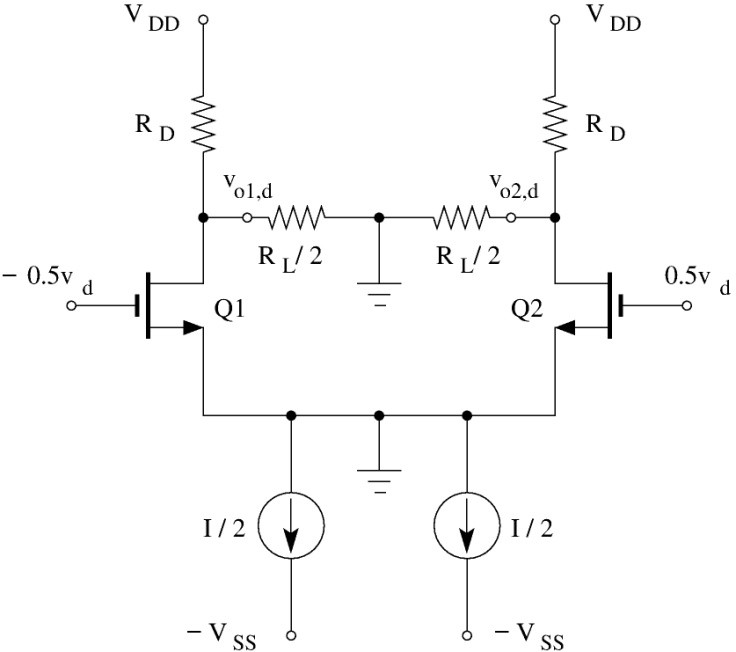 V DD
V DD
R D
R D
v o1,d
v o2,d
R L / 2
R L / 2
− 0.5v d
0.5v d
Q1
Q2
I / 2
I / 2
− V SS
− V SS